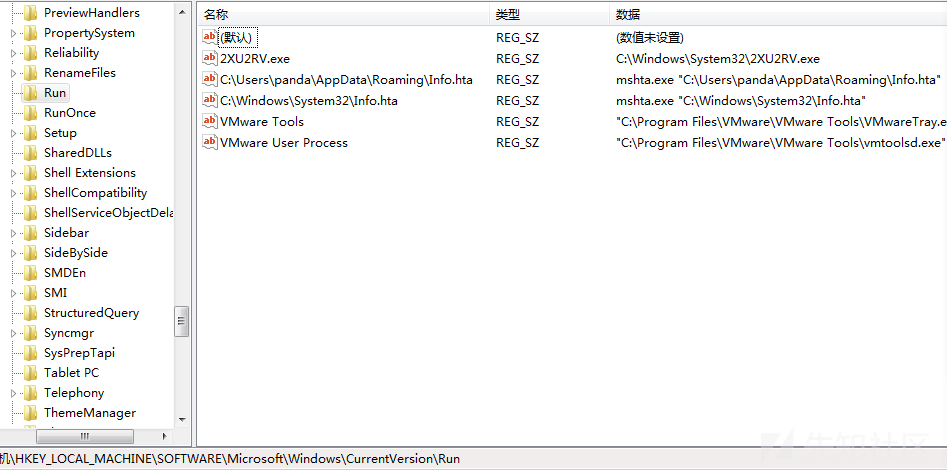 PreviewHandlers
PropertySystem
Reliability
RenameFiles
Run
RunOnce
Setup
SharedDLLs
Shell Extensions
ShellCompatibility
ShellServiceObjectDela
Sidebar
SideBySide
SMDEn
SMI
StructuredQuery
Syncmgr
SysPrepTapi
Tablet PC
Telephony
ThemeManager
名称 类型 数据
(默认) REG_SZ (数值未设置)
2XU2RV.exe REG_SZ C:\Windows\System32\2XU2RV.exe
C:\Users\panda\AppData\Roaming\Info.hta REG_SZ mshta.exe "C:\Users\panda\AppData\Roaming\Info.hta"
C:\Windows\System32\Info.hta REG_SZ mshta.exe "C:\Windows\System32\Info.hta"
VMware Tools REG_SZ "C:\Program Files\VMware\VMware Tools\VMwareTray.e
VMware User Process REG_SZ "C:\Program Files\VMware\VMware Tools\vmtoolsd.exe"
机\HKEY_LOCAL_MACHINE\SOFTWARE\Microsoft\Windows\CurrentVersion\Run
先知社区